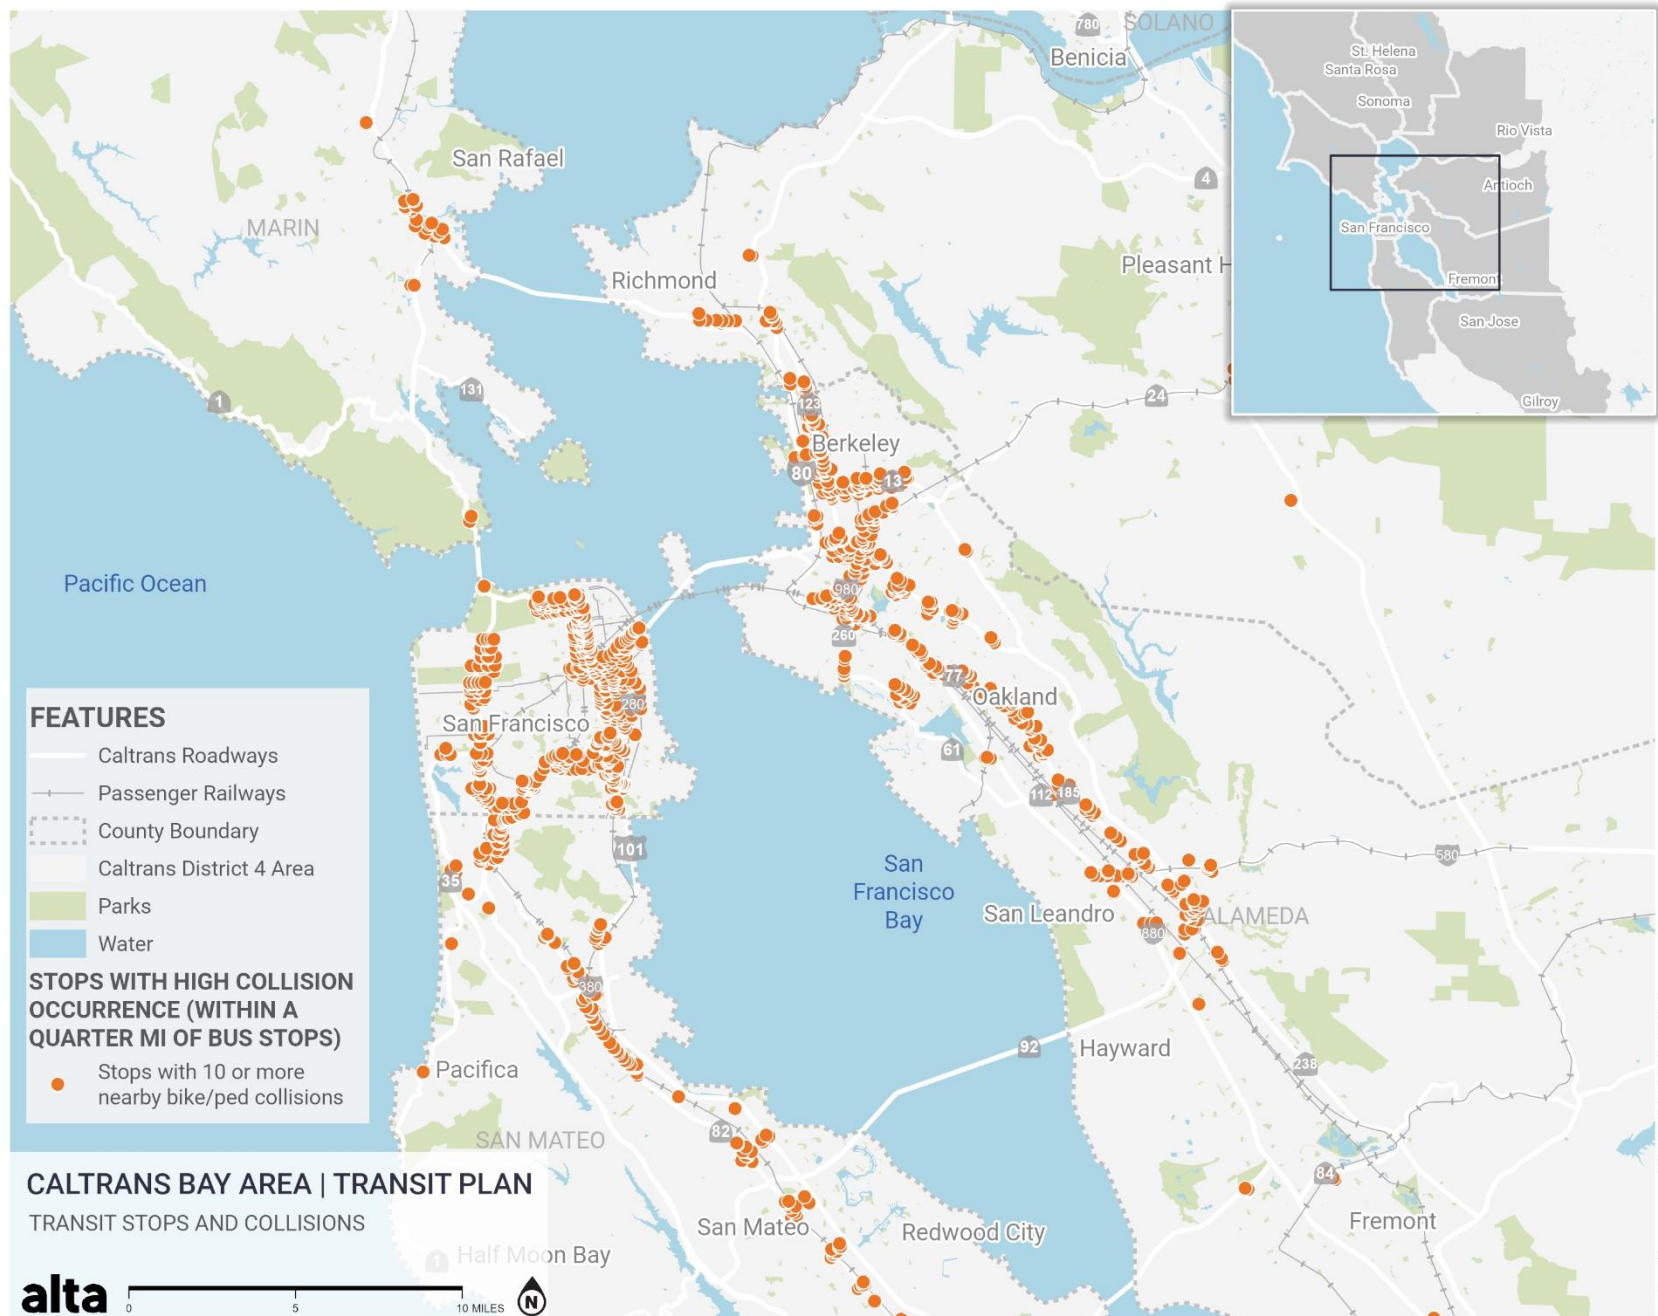 780
SOLANO
Benicia
St. Helena
Santa Rosa
Sonoma
Rio Vista
Antioch
San Francisco
Fremont
San Jose
Gilroy
San Rafael
4
MARIN
Pleasant H
Richmond
131
1
24
123
Berkeley
80
13
Pacific Ocean
980
260
77
Oakland
280
San Francisco
61
112
185
101
580
35
San
Francisco
Bay
San Leandro
ALAMEDA
880
380
92
Hayward
238
Pacifica
82
SAN MATEO
84
San Mateo
Redwood City
Fremont
1
Half Moon Bay
FEATURES
Caltrans Roadways
Passenger Railways
County Boundary
Caltrans District 4 Area
Parks
Water
STOPS WITH HIGH COLLISION
OCCURRENCE (WITHIN A
QUARTER MI OF BUS STOPS)
Stops with 10 or more
nearby bike/ped collisions
CALTRANS BAY AREA | TRANSIT PLAN
TRANSIT STOPS AND COLLISIONS
alta
0 5 10 MILES
N